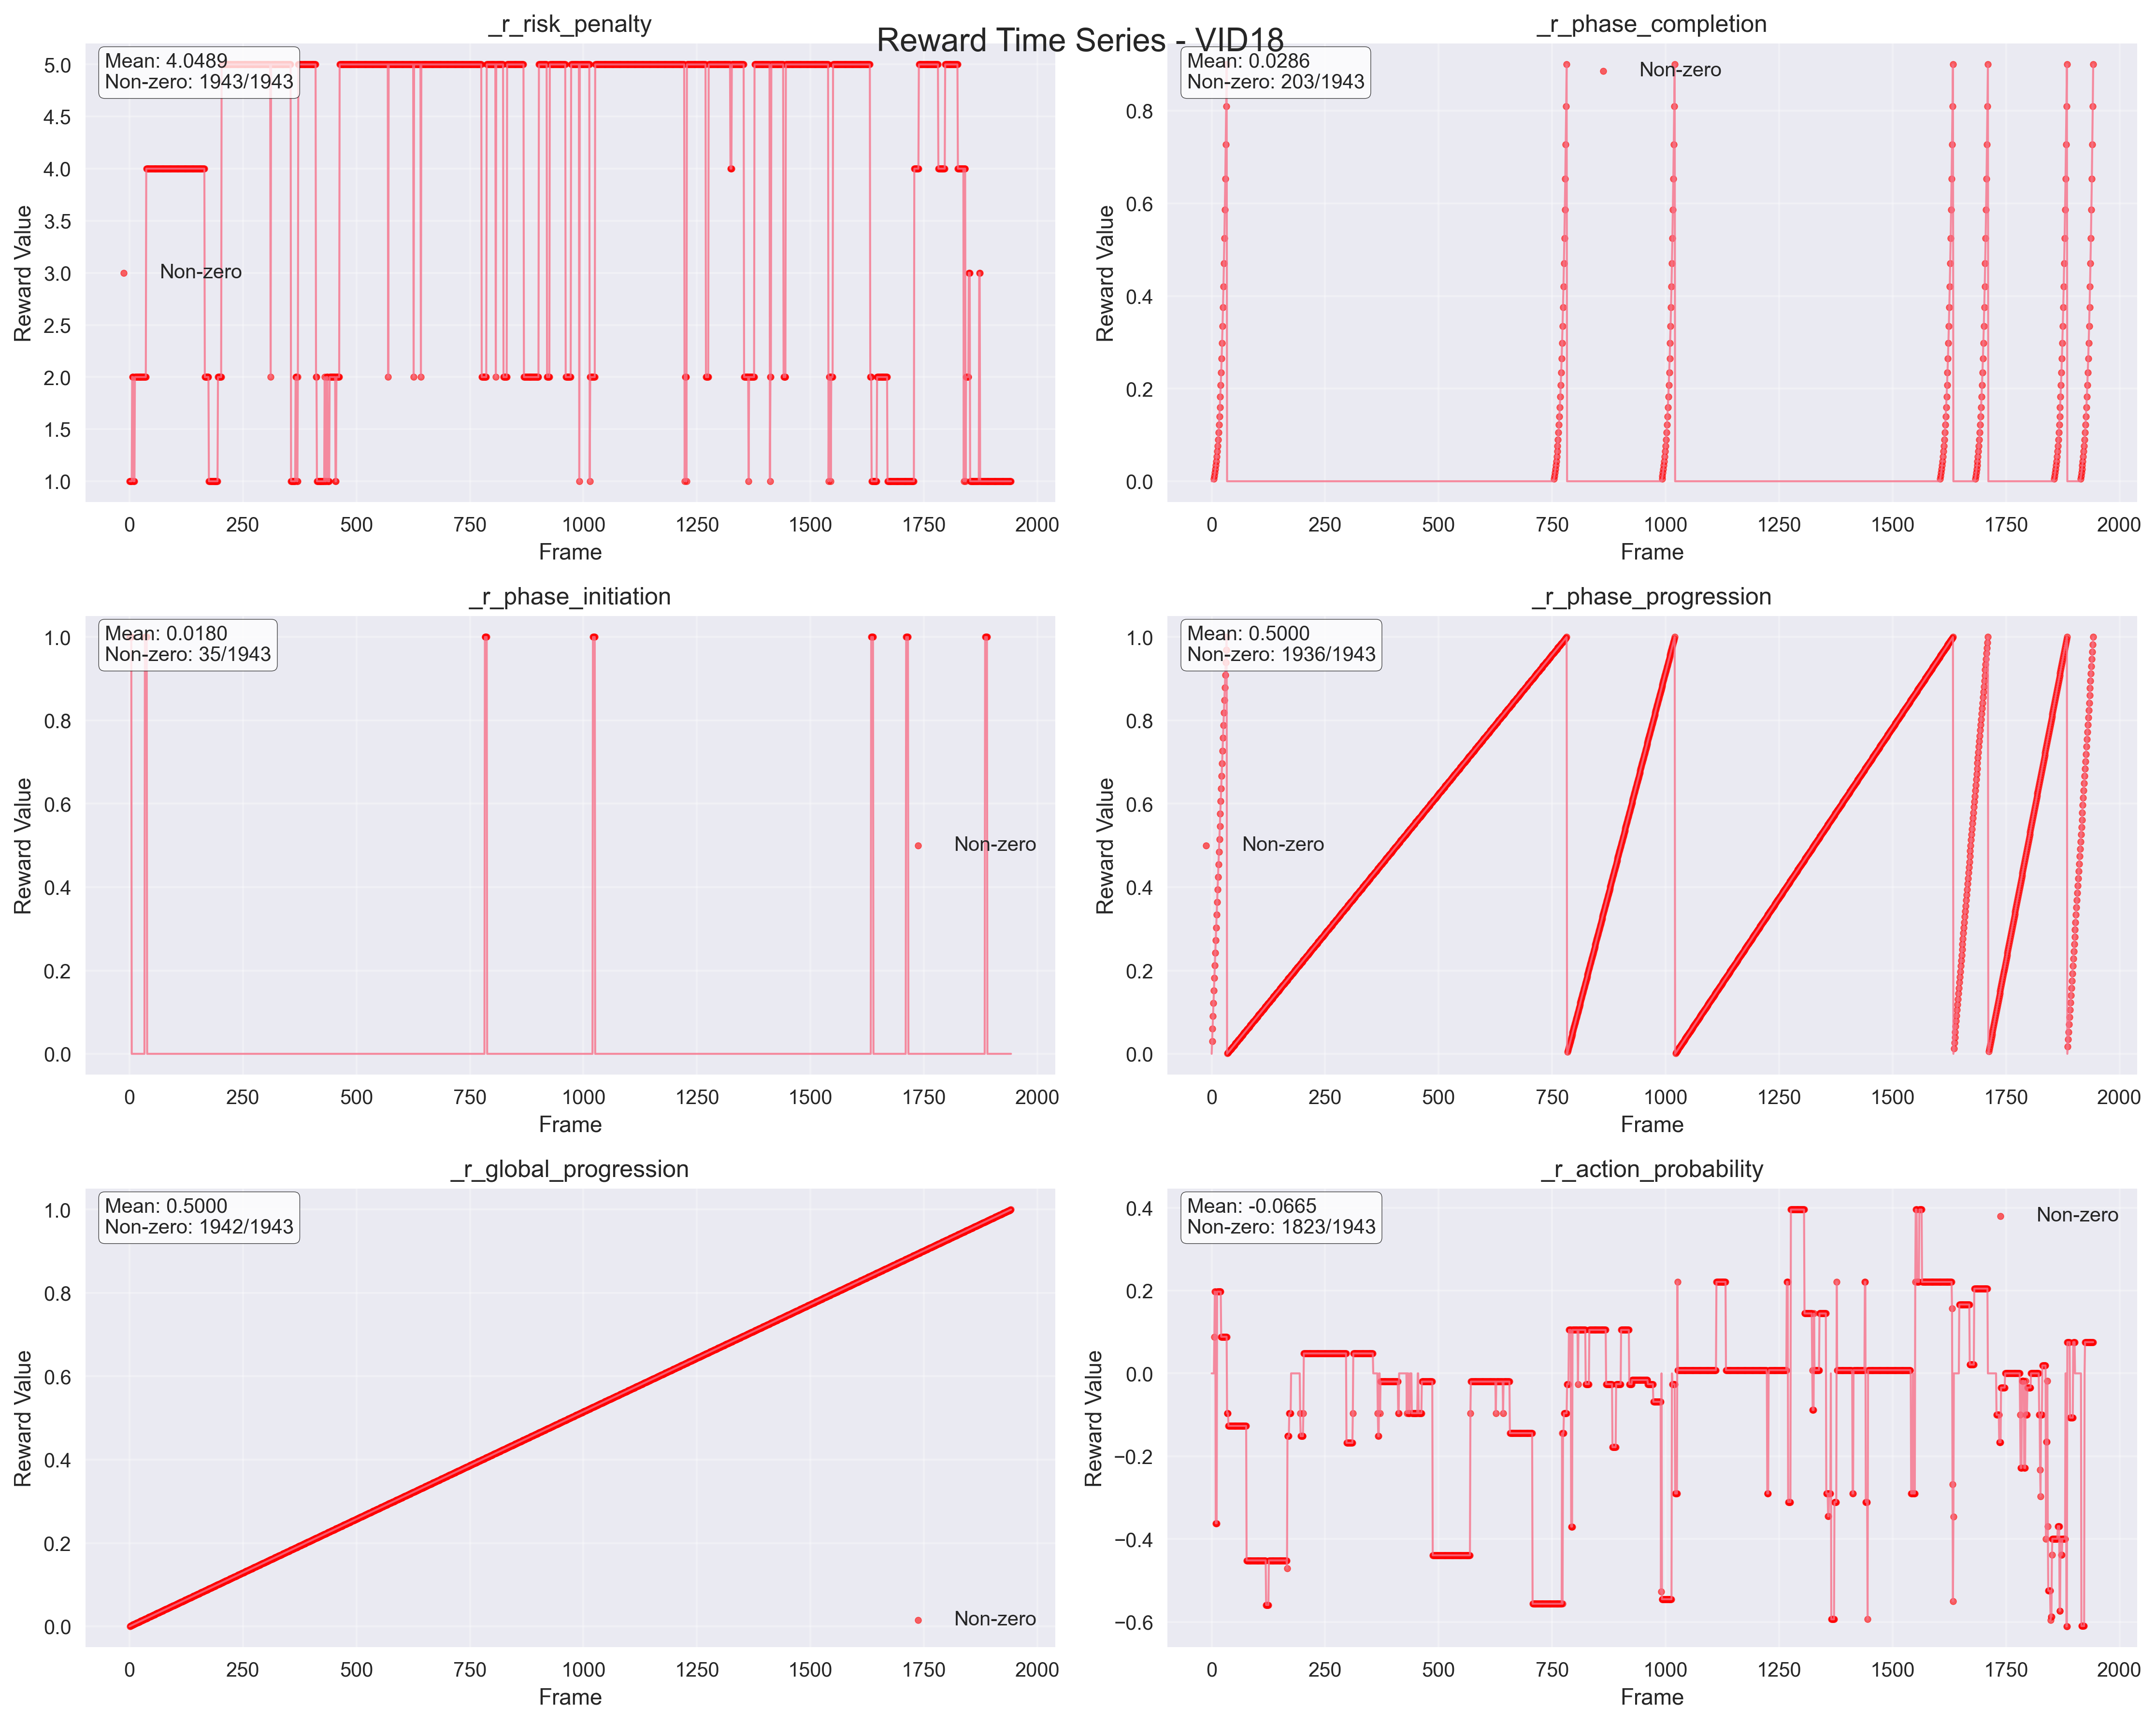 Reward Time Series - VID18
_r_risk_penalty
Mean: 4.0489
Non-zero: 1943/1943
Non-zero
Reward Value
5.0
4.5
4.0
3.5
3.0
2.5
2.0
1.5
1.0
0 250 500 750 1000 1250 1500 1750 2000
Frame
_r_phase_completion
Mean: 0.0286
Non-zero: 203/1943
Non-zero
Reward Value
0.8
0.6
0.4
0.2
0.0
0 250 500 750 1000 1250 1500 1750 2000
Frame
_r_phase_initiation
Mean: 0.0180
Non-zero: 35/1943
Non-zero
Reward Value
1.0
0.8
0.6
0.4
0.2
0.0
0 250 500 750 1000 1250 1500 1750 2000
Frame
_r_phase_progression
Mean: 0.5000
Non-zero: 1936/1943
Non-zero
Reward Value
1.0
0.8
0.6
0.4
0.2
0.0
0 250 500 750 1000 1250 1500 1750 2000
Frame
_r_global_progression
Mean: 0.5000
Non-zero: 1942/1943
Non-zero
Reward Value
1.0
0.8
0.6
0.4
0.2
0.0
0 250 500 750 1000 1250 1500 1750 2000
Frame
_r_action_probability
Mean: -0.0665
Non-zero: 1823/1943
Non-zero
Reward Value
0.4
0.2
0.0
−0.2
−0.4
−0.6
0 250 500 750 1000 1250 1500 1750 2000
Frame